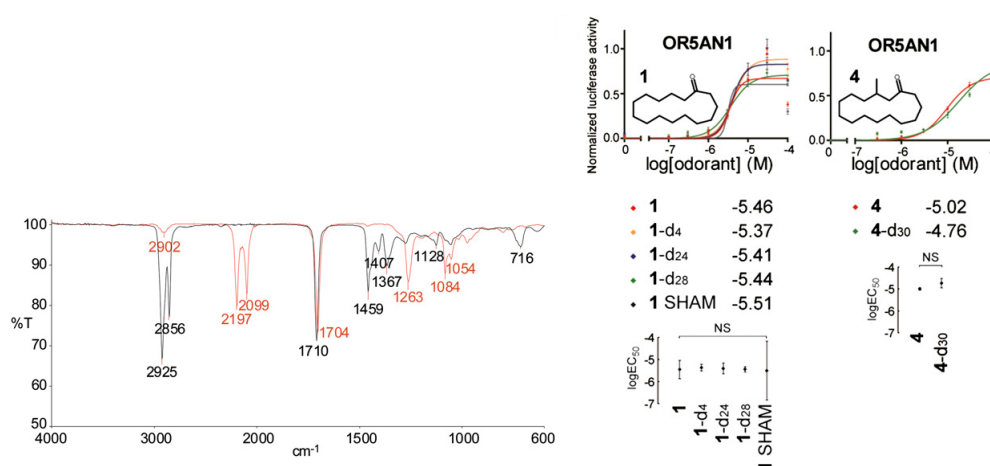 100
90
80
%T
70
60
50
4000
3000
2000
1500
1000
600
cm-1
2902
2856
2925
2197
2099
1710
1704
1459
1407
1367
1263
1128
1084
1054
716
Normalized luciferase activity
OR5AN1
1
O
1.0
0.5
0.0
0
-7
-6
-5
-4
log[odorant] (M)
OR5AN1
4
O
1.0
0.5
0.0
0
-7
-6
-5
log[odorant] (M)
1 -5.46
1-d4 -5.37
1-d24 -5.41
1-d28 -5.44
1 SHAM -5.51
4 -5.02
4-d30 -4.76
NS
logEC50
-4
-5
-6
-7
1
1-d4
1-d24
1-d28
1 SHAM
NS
logEC50
-4
-5
-6
-7
4
4-d30